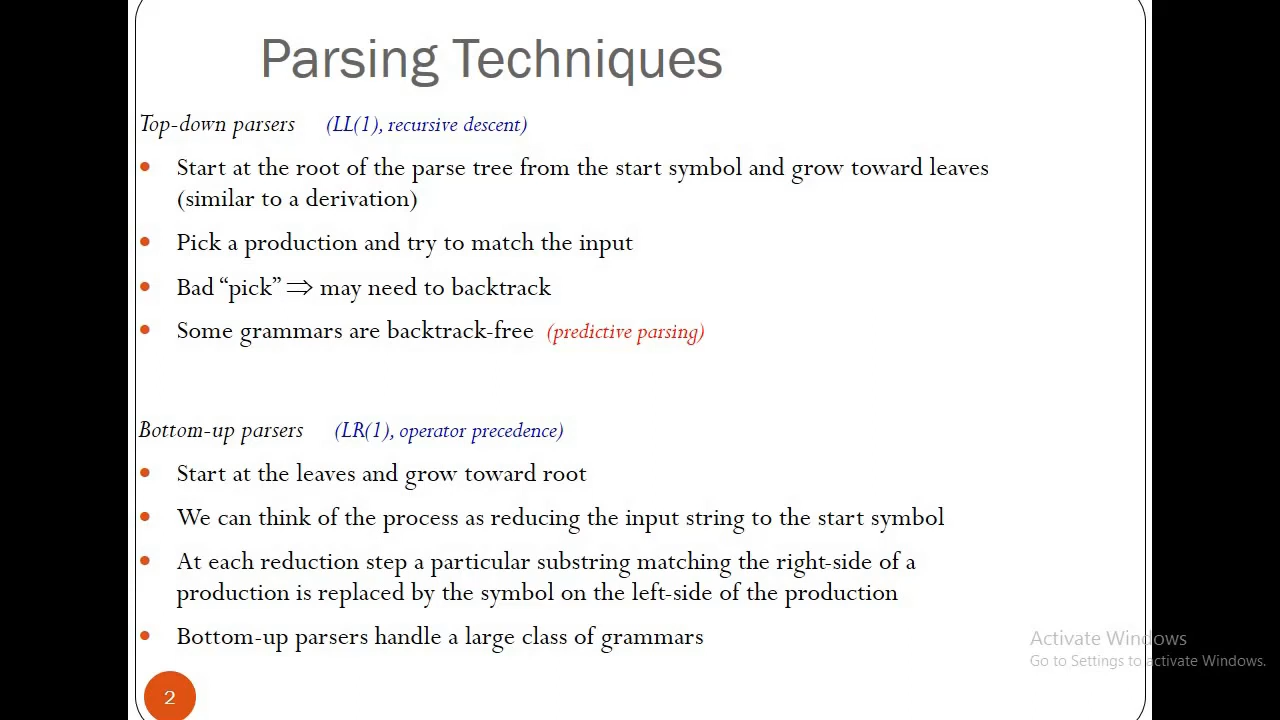 Parsing Techniques
Top-down parsers (LL(1), recursive descent)
• Start at the root of the parse tree from the start symbol and grow toward leaves
(similar to a derivation)
• Pick a production and try to match the input
• Bad “pick” ⇒ may need to backtrack
• Some grammars are backtrack-free (predictive parsing)
Bottom-up parsers (LR(1), operator precedence)
• Start at the leaves and grow toward root
• We can think of the process as reducing the input string to the start symbol
• At each reduction step a particular substring matching the right-side of a
production is replaced by the symbol on the left-side of the production
• Bottom-up parsers handle a large class of grammars
Activate Windows
Go to Settings to activate Windows.
2